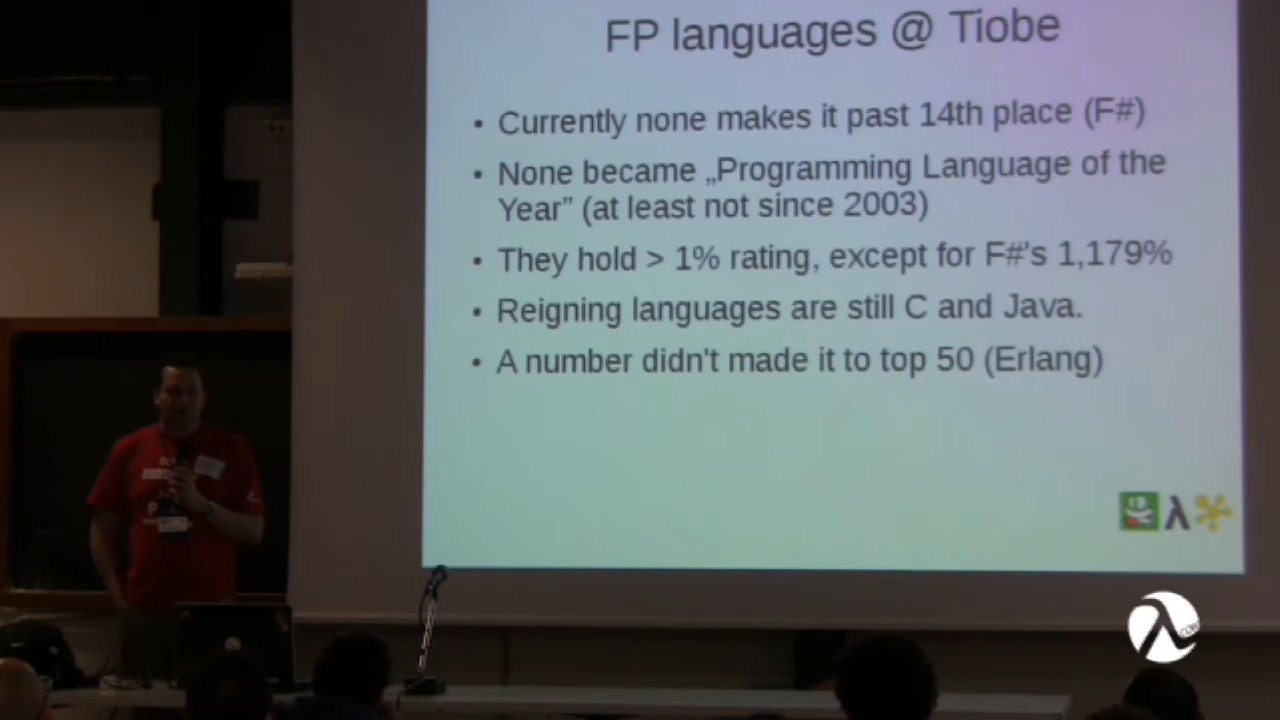 FP languages @ Tiobe
• Currently none makes it past 14th place (F#)
• None became „Programming Language of the
Year” (at least not since 2003)
• They hold > 1% rating, except for F#'s 1,179%
• Reigning languages are still C and Java.
• A number didn't made it to top 50 (Erlang)
λ
λ